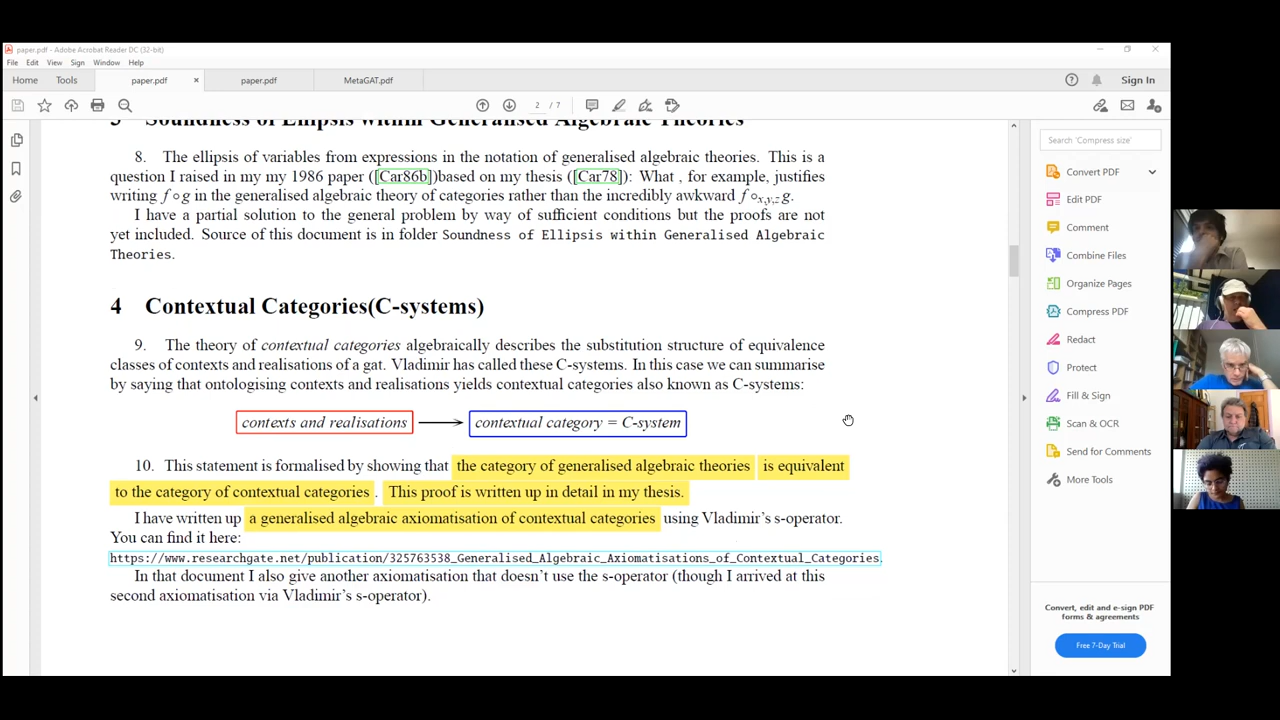 paper.pdf - Adobe Acrobat Reader DC (32-bit)
File Edit View Sign Window Help
Home Tools paper.pdf × paper.pdf MetaGAT.pdf Sign In
2 / 7
3 Soundness of Ellipsis within Generalised Algebraic Theories
8. The ellipsis of variables from expressions in the notation of generalised algebraic theories. This is a
question I raised in my my 1986 paper ([Car86b])based on my thesis ([Car78]): What , for example, justifies
writing f ∘ g in the generalised algebraic theory of categories rather than the incredibly awkward f ∘x,y,z g.
I have a partial solution to the general problem by way of sufficient conditions but the proofs are not
yet included. Source of this document is in folder Soundness of Ellipsis within Generalised Algebraic
Theories.
4 Contextual Categories(C-systems)
9. The theory of contextual categories algebraically describes the substitution structure of equivalence
classes of contexts and realisations of a gat. Vladimir has called these C-systems. In this case we can summarise
by saying that ontologising contexts and realisations yields contextual categories also known as C-systems:
contexts and realisations → contextual category = C-system
10. This statement is formalised by showing that the category of generalised algebraic theories is equivalent
to the category of contextual categories . This proof is written up in detail in my thesis.
I have written up a generalised algebraic axiomatisation of contextual categories using Vladimir's s-operator.
You can find it here:
https://www.researchgate.net/publication/325763538_Generalised_Algebraic_Axiomatisations_of_Contextual_Categories.
In that document I also give another axiomatisation that doesn't use the s-operator (though I arrived at this
second axiomatisation via Vladimir's s-operator).
Search 'Compress size'
Compress PDF
Edit PDF
Comment
Combine Files
Organize Pages
Compress PDF
Redact
Protect
Fill & Sign
Scan & OCR
Send for Comments
More Tools
Convert, edit and e-sign PDF
forms & agreements
Free 7-Day Trial